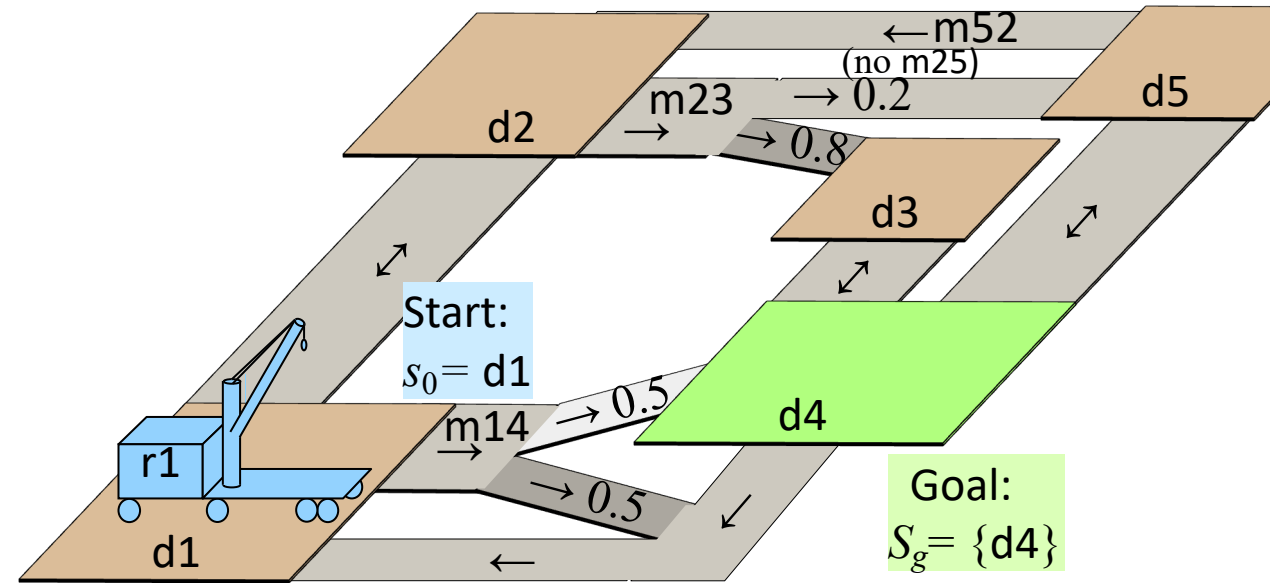 ← m52
(no m25)
m23
→ 0.2
d5
d2
→
→ 0.8
d3
↔
↔
↔
Start:
s₀ = d1
→ 0.5
m14
→
d4
r1
→ 0.5
Goal:
S_g = {d4}
←
←
d1